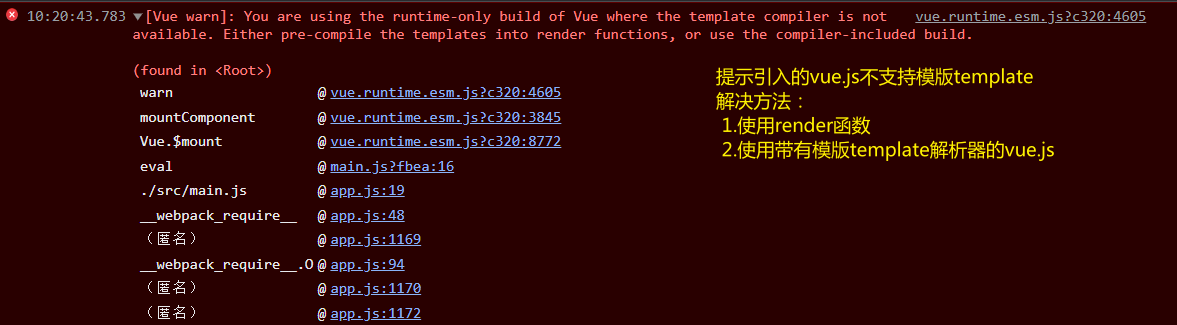 10:20:43.783 ▼[Vue warn]: You are using the runtime-only build of Vue where the template compiler is not vue.runtime.esm.js?c320:4605
available. Either pre-compile the templates into render functions, or use the compiler-included build.
(found in <Root>)
warn @ vue.runtime.esm.js?c320:4605
mountComponent @ vue.runtime.esm.js?c320:3845
Vue.$mount @ vue.runtime.esm.js?c320:8772
eval @ main.js?fbea:16
./src/main.js @ app.js:19
__webpack_require__ @ app.js:48
（匿名） @ app.js:1169
__webpack_require__.O @ app.js:94
（匿名） @ app.js:1170
（匿名） @ app.js:1172
提示引入的vue.js不支持模版template
解决方法：
1.使用render函数
2.使用带有模版template解析器的vue.js